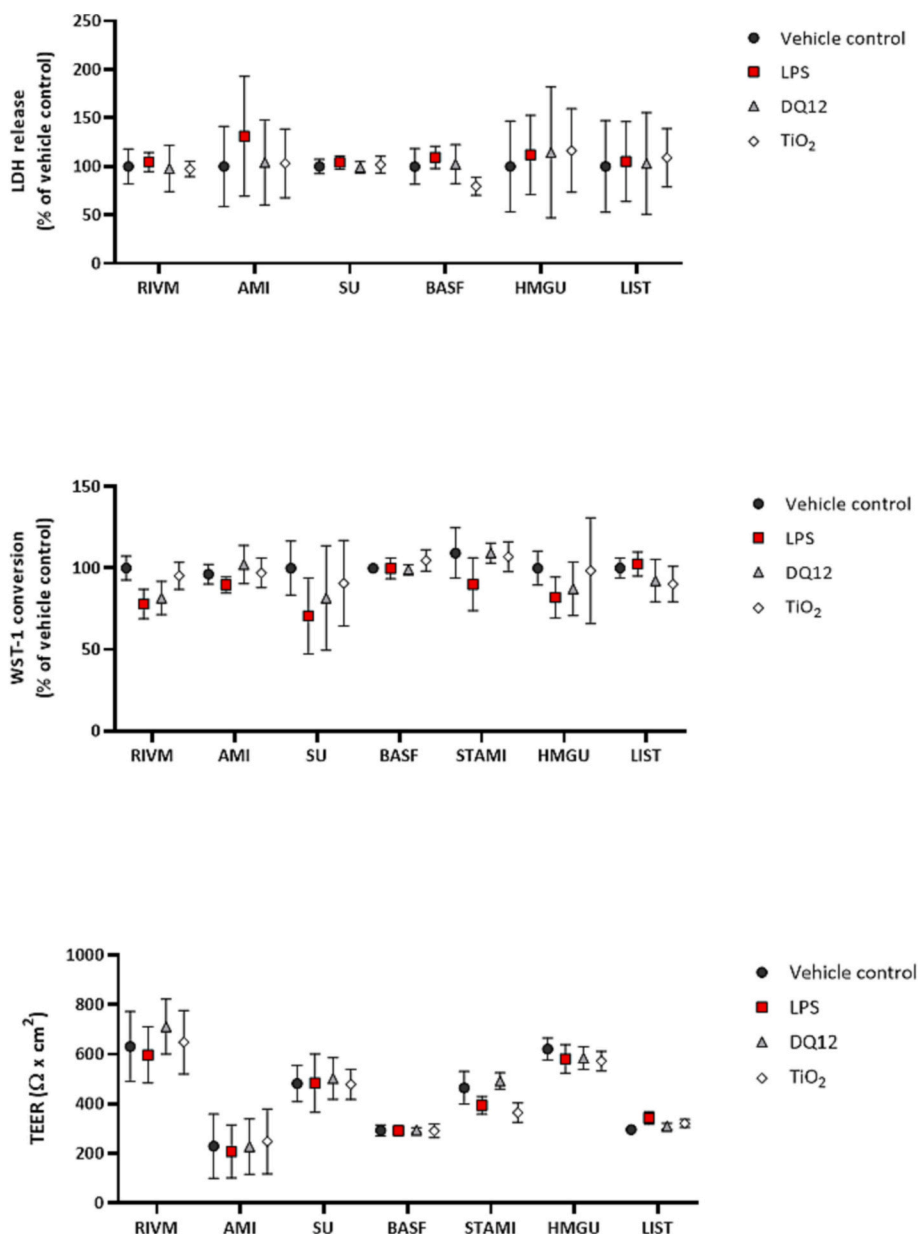 250
200
150
100
50
0
LDH release
(% of vehicle control)
RIVM AMI SU BASF HMGU LIST
Vehicle control
LPS
DQ12
TiO₂
150
100
50
0
WST-1 conversion
(% of vehicle control)
RIVM AMI SU BASF STAMI HMGU LIST
Vehicle control
LPS
DQ12
TiO₂
1000
800
600
400
200
0
TEER (Ω x cm²)
RIVM AMI SU BASF STAMI HMGU LIST
Vehicle control
LPS
DQ12
TiO₂